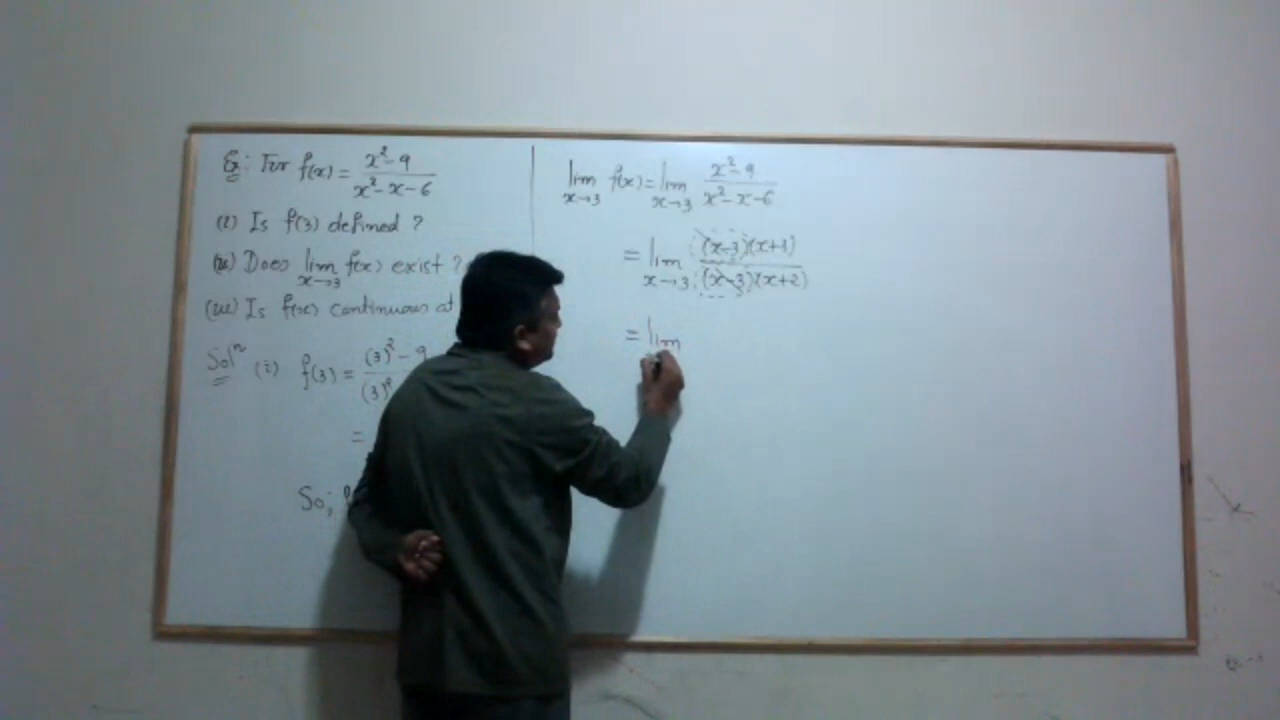 Ex: For f(x) = x² - 9 / x² - x - 6
(i) Is f(3) defined ?
(ii) Does lim x→3 f(x) exist ?
(iii) Is f(x) continuous at
Solⁿ (i) f(3) = (3)² - 9 / (3)²
=
So;
lim x→3 f(x) = lim x→3 x² - 9 / x² - x - 6
= lim x→3 (x-3)(x+3) / (x-3)(x+2)
= lim